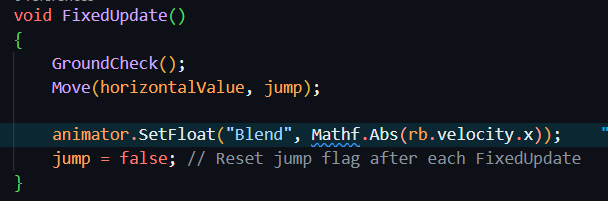 void FixedUpdate()
{
    GroundCheck();
    Move(horizontalValue, jump);

    animator.SetFloat("Blend", Mathf.Abs(rb.velocity.x));    "
    jump = false; // Reset jump flag after each FixedUpdate
}